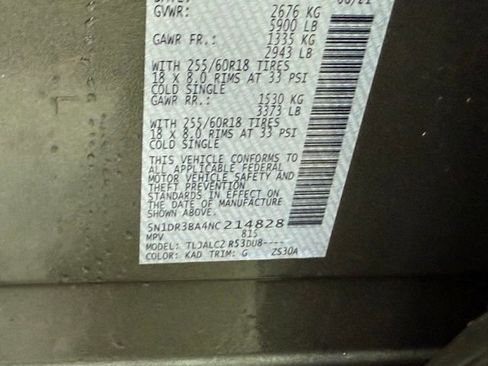 GVWR: 2676 KG
5900 LB
GAWR FR.: 1335 KG
2943 LB
WITH 255/60R18 TIRES
18 X 8.0 RIMS AT 33 PSI
COLD SINGLE
GAWR RR.: 1530 KG
3373 LB
WITH 255/60R18 TIRES
18 X 8.0 RIMS AT 33 PSI
COLD SINGLE
THIS VEHICLE CONFORMS TO
ALL APPLICABLE FEDERAL
MOTOR VEHICLE SAFETY AND
THEFT PREVENTION
STANDARDS IN EFFECT ON
THE DATE OF MANUFACTURE
SHOWN ABOVE.
5N1DR3BA4NC214828
MPV 815
MODEL: TLJALC2 R53DU8----
COLOR: KAD TRIM: G ZS30A